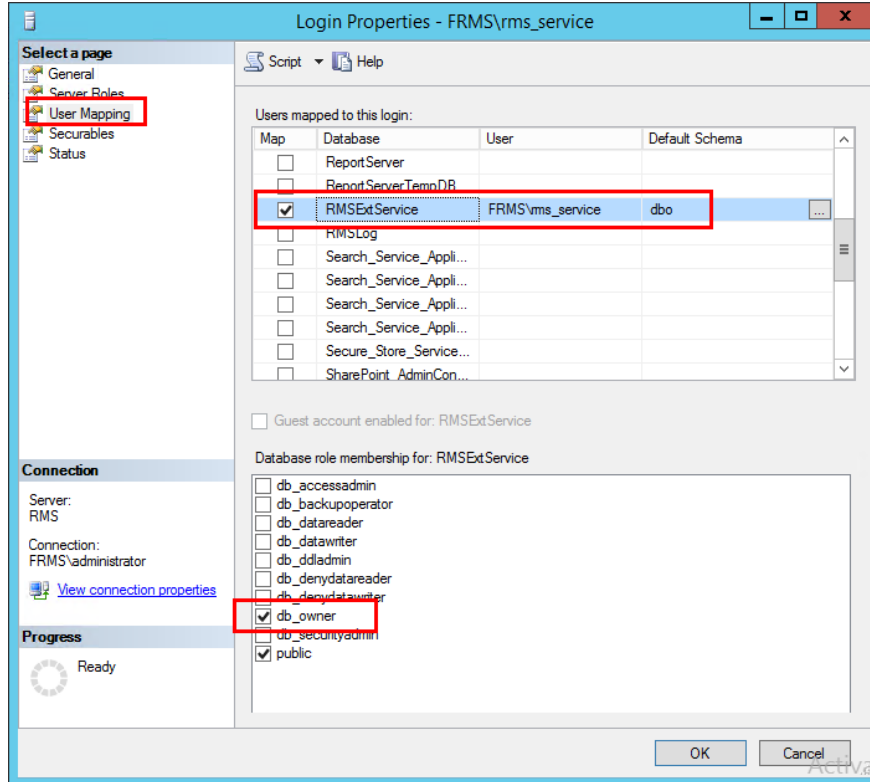 Login Properties - FRMS\rms_service
Select a page
General
Server Roles
User Mapping
Securables
Status
Script
Help
Users mapped to this login:
Map Database User Default Schema
ReportServer
ReportServerTempDB
RMSExtService FRMS\rms_service dbo ...
RMSLog
Search_Service_Appli...
Search_Service_Appli...
Search_Service_Appli...
Search_Service_Appli...
Secure_Store_Service...
SharePoint_AdminCon...
Guest account enabled for: RMSExtService
Database role membership for: RMSExtService
db_accessadmin
db_backupoperator
db_datareader
db_datawriter
db_ddladmin
db_denydatareader
db_denydatawriter
db_owner
db_securityadmin
public
Connection
Server:
RMS
Connection:
FRMS\administrator
View connection properties
Progress
Ready
OK Cancel
Activa